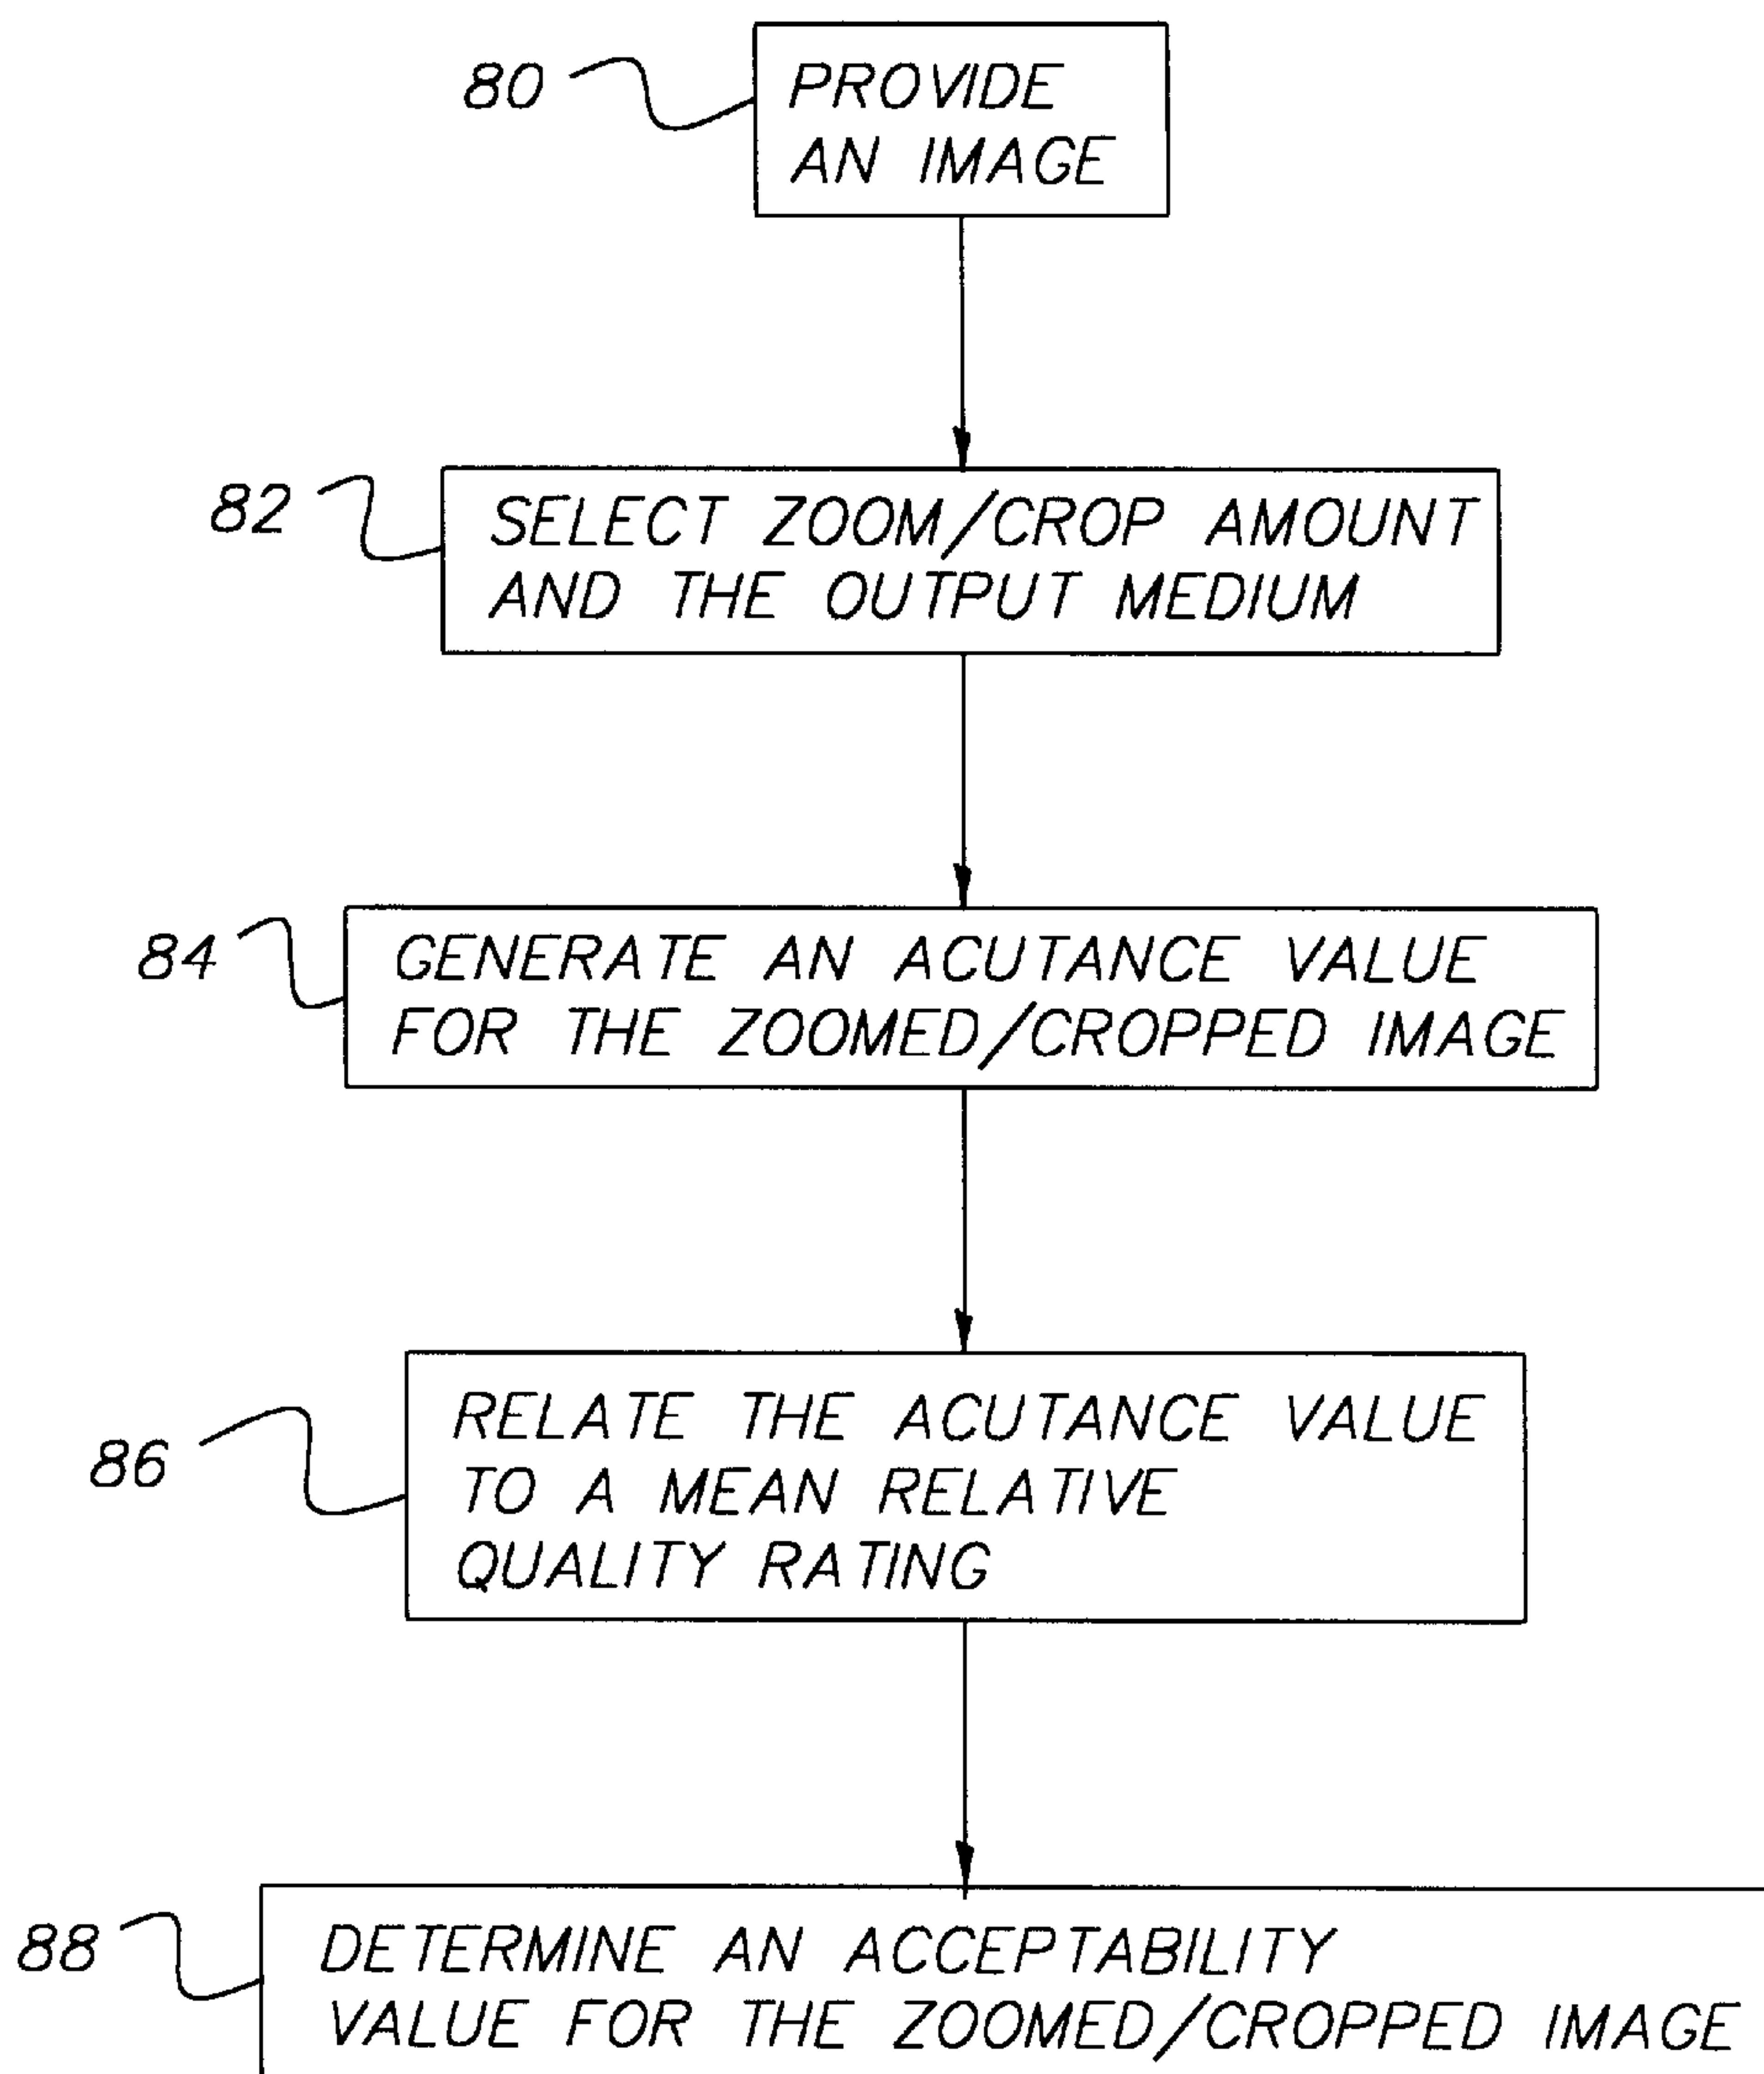 80
PROVIDE
AN IMAGE
82
SELECT ZOOM/CROP AMOUNT
AND THE OUTPUT MEDIUM
84
GENERATE AN ACUTANCE VALUE
FOR THE ZOOMED/CROPPED IMAGE
86
RELATE THE ACUTANCE VALUE
TO A MEAN RELATIVE
QUALITY RATING
88
DETERMINE AN ACCEPTABILITY
VALUE FOR THE ZOOMED/CROPPED IMAGE